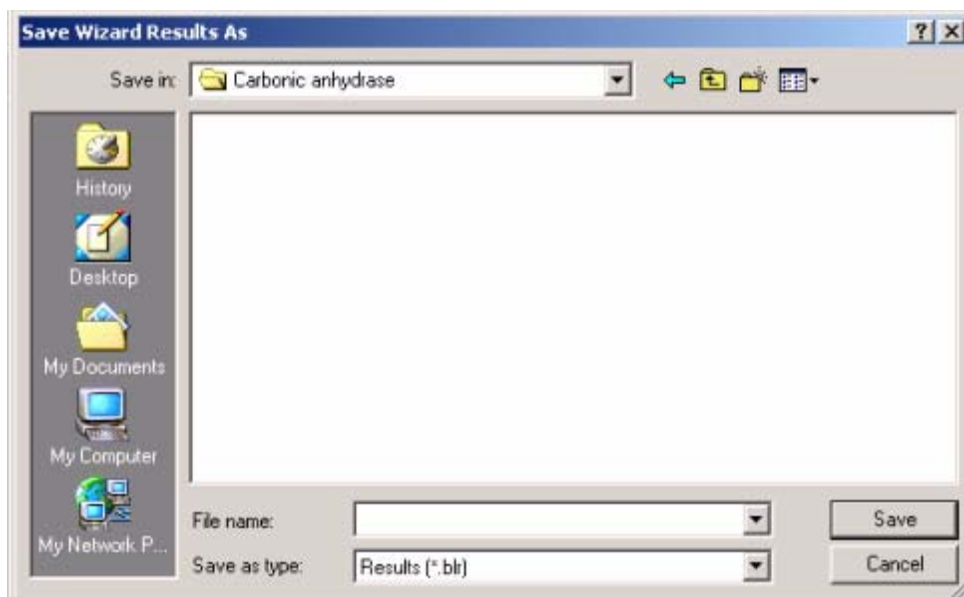 Save Wizard Results As
Save in:
Carbonic anhydrase
History
Desktop
My Documents
My Computer
My Network P...
File name:
Save
Save as type:
Results (*.blr)
Cancel